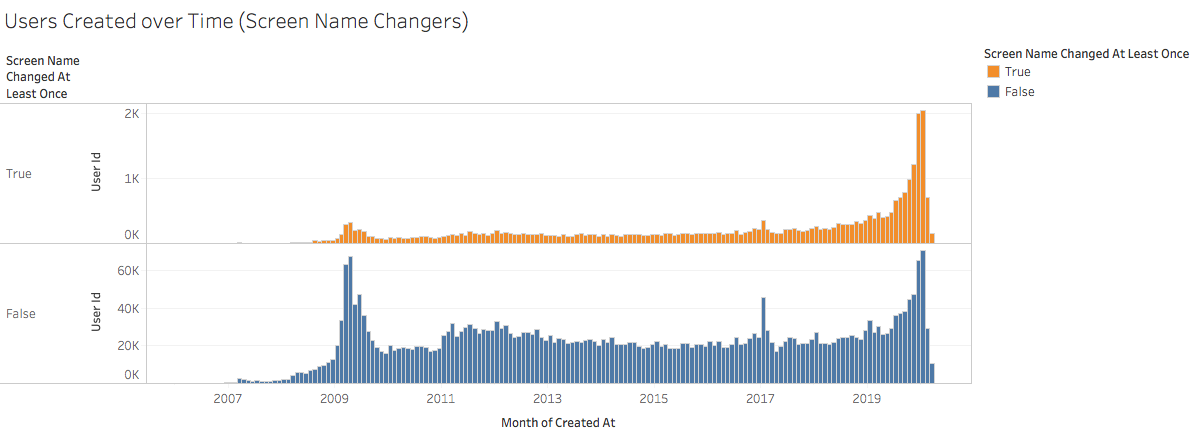 Users Created over Time (Screen Name Changers)
Screen Name
Changed At
Least Once
Screen Name Changed At Least Once
True
False
True
User Id
2K
1K
0K
False
User Id
60K
40K
20K
0K
2007 2009 2011 2013 2015 2017 2019
Month of Created At